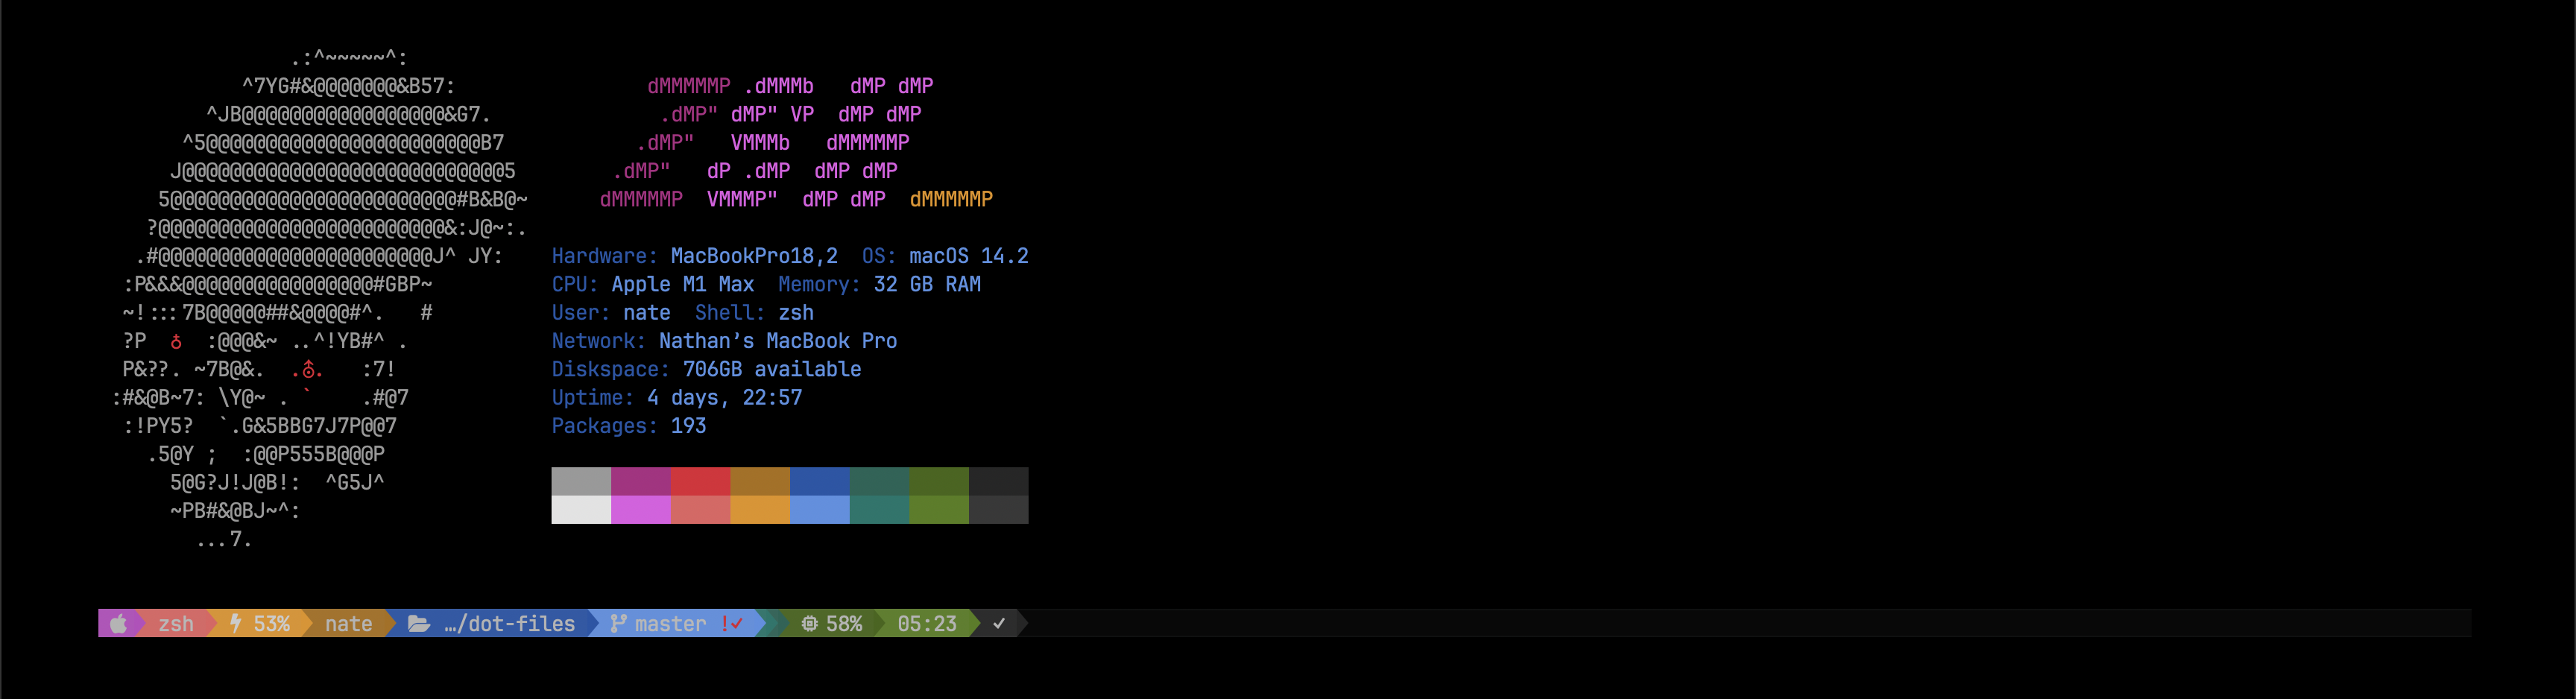 .:^~~~~~^:
^7YG#&@@@@@@@&B57:
^JB@@@@@@@@@@@@@@@@@&G7.
^5@@@@@@@@@@@@@@@@@@@@@@@B7
J@@@@@@@@@@@@@@@@@@@@@@@@@@@5
5@@@@@@@@@@@@@@@@@@@@@@@@#B&B@~
?@@@@@@@@@@@@@@@@@@@@@@@@&:J@~:.
.#@@@@@@@@@@@@@@@@@@@@@@@J^ JY:
:P&&&@@@@@@@@@@@@@@@@#GBP~
~!:::7B@@@@@##&@@@@#^.   #
?P  ♁  :@@@&~ ..^!YB#^ .
P&??. ~7B@&.  .⛢.   :7!
:#&@B~7: \Y@~ . `    .#@7
:!PY5?  `.G&5BBG7J7P@@7
.5@Y ;  :@@P555B@@@P
5@G?J!J@B!:  ^G5J^
~PB#&@BJ~^:
...7.
dMMMMMP .dMMMb   dMP dMP
.dMP" dMP" VP  dMP dMP
.dMP"   VMMMb   dMMMMMP
.dMP"   dP .dMP  dMP dMP
dMMMMMP  VMMMP"  dMP dMP  dMMMMMP
Hardware: MacBookPro18,2  OS: macOS 14.2
CPU: Apple M1 Max  Memory: 32 GB RAM
User: nate  Shell: zsh
Network: Nathan’s MacBook Pro
Diskspace: 706GB available
Uptime: 4 days, 22:57
Packages: 193
zsh 53% nate …/dot-files master !✓ 58% 05:23 ✓